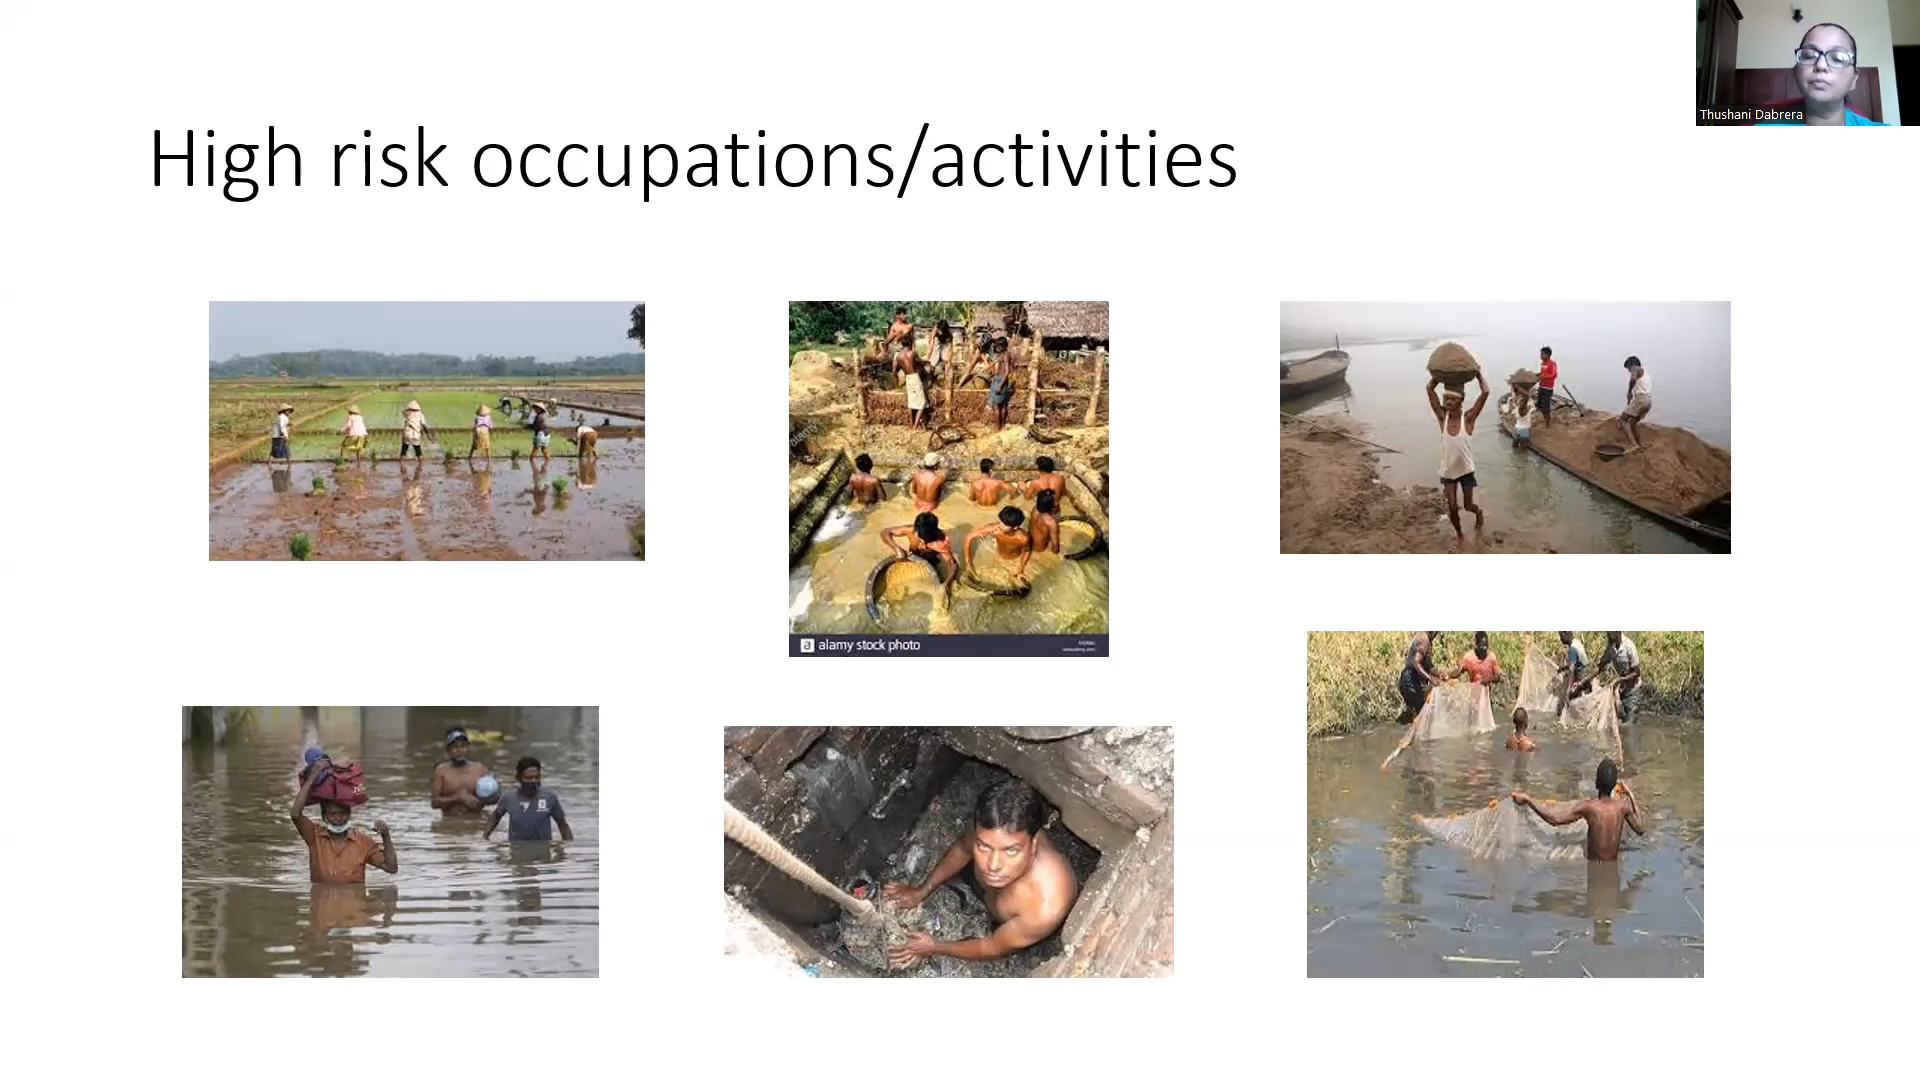 Thushani Dabrera
High risk occupations/activities
a alamy stock photo